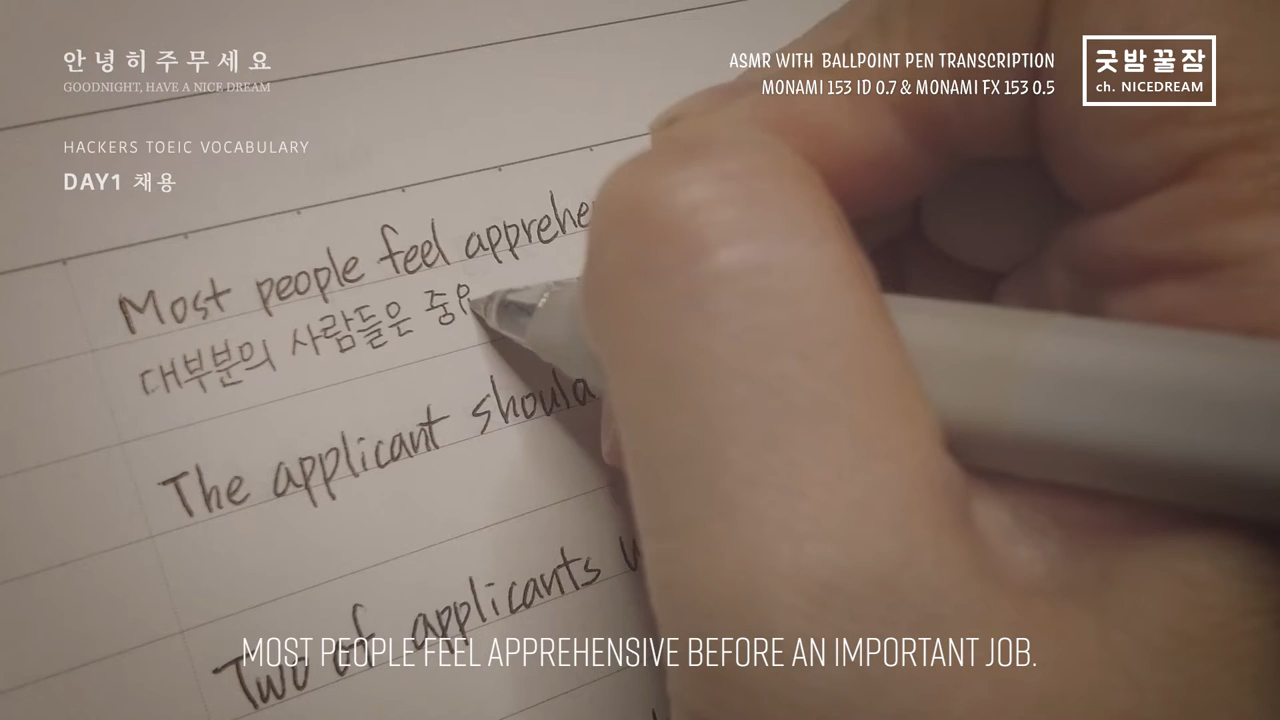 안녕히주무세요
GOODNIGHT, HAVE A NICE DREAM
HACKERS TOEIC VOCABULARY
DAY1 채용
ASMR WITH BALLPOINT PEN TRANSCRIPTION
MONAMI 153 ID 0.7 & MONAMI FX 153 0.5
굿밤꿀잠
ch. NICEDREAM
Most people feel apprehe
대부분의 사람들은 중요
The applicant should
Two of applicants
MOST PEOPLE FEEL APPREHENSIVE BEFORE AN IMPORTANT JOB.